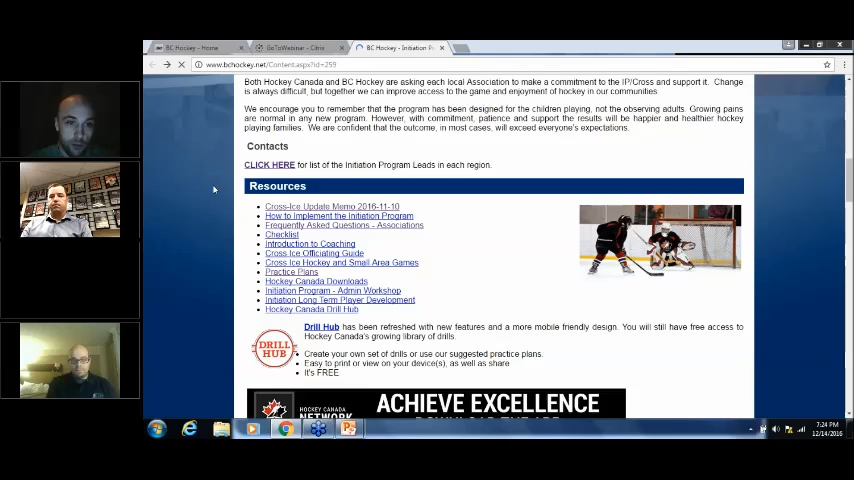 BC Hockey - Home
GoToWebinar - Citrix
BC Hockey - Initiation P
www.bchockey.net/Content.aspx?id=259
Both Hockey Canada and BC Hockey are asking each local Association to make a commitment to the IP/Cross and support it. Change
is always difficult, but together we can improve access to the game and enjoyment of hockey in our communities.
We encourage you to remember that the program has been designed for the children playing, not the observing adults. Growing pains
are normal in any new program. However, with commitment, patience and support the results will be happier and healthier hockey
playing families. We are confident that the outcome, in most cases, will exceed everyone's expectations.
Contacts
CLICK HERE for list of the Initiation Program Leads in each region.
Resources
Cross-Ice Update Memo 2016-11-10
How to Implement the Initiation Program
Frequently Asked Questions - Associations
Checklist
Introduction to Coaching
Cross Ice Officiating Guide
Cross Ice Hockey and Small Area Games
Practice Plans
Hockey Canada Downloads
Initiation Program - Admin Workshop
Initiation Long Term Player Development
Hockey Canada Drill Hub
DRILL
HUB
Drill Hub has been refreshed with new features and a more mobile friendly design. You will still have free access to
Hockey Canada's growing library of drills.
Create your own set of drills or use our suggested practice plans.
Easy to print or view on your device(s), as well as share
It's FREE
HOCKEY CANADA
NETWORK
ACHIEVE EXCELLENCE
DOWNLOAD THE APP
7:24 PM
12/14/2016